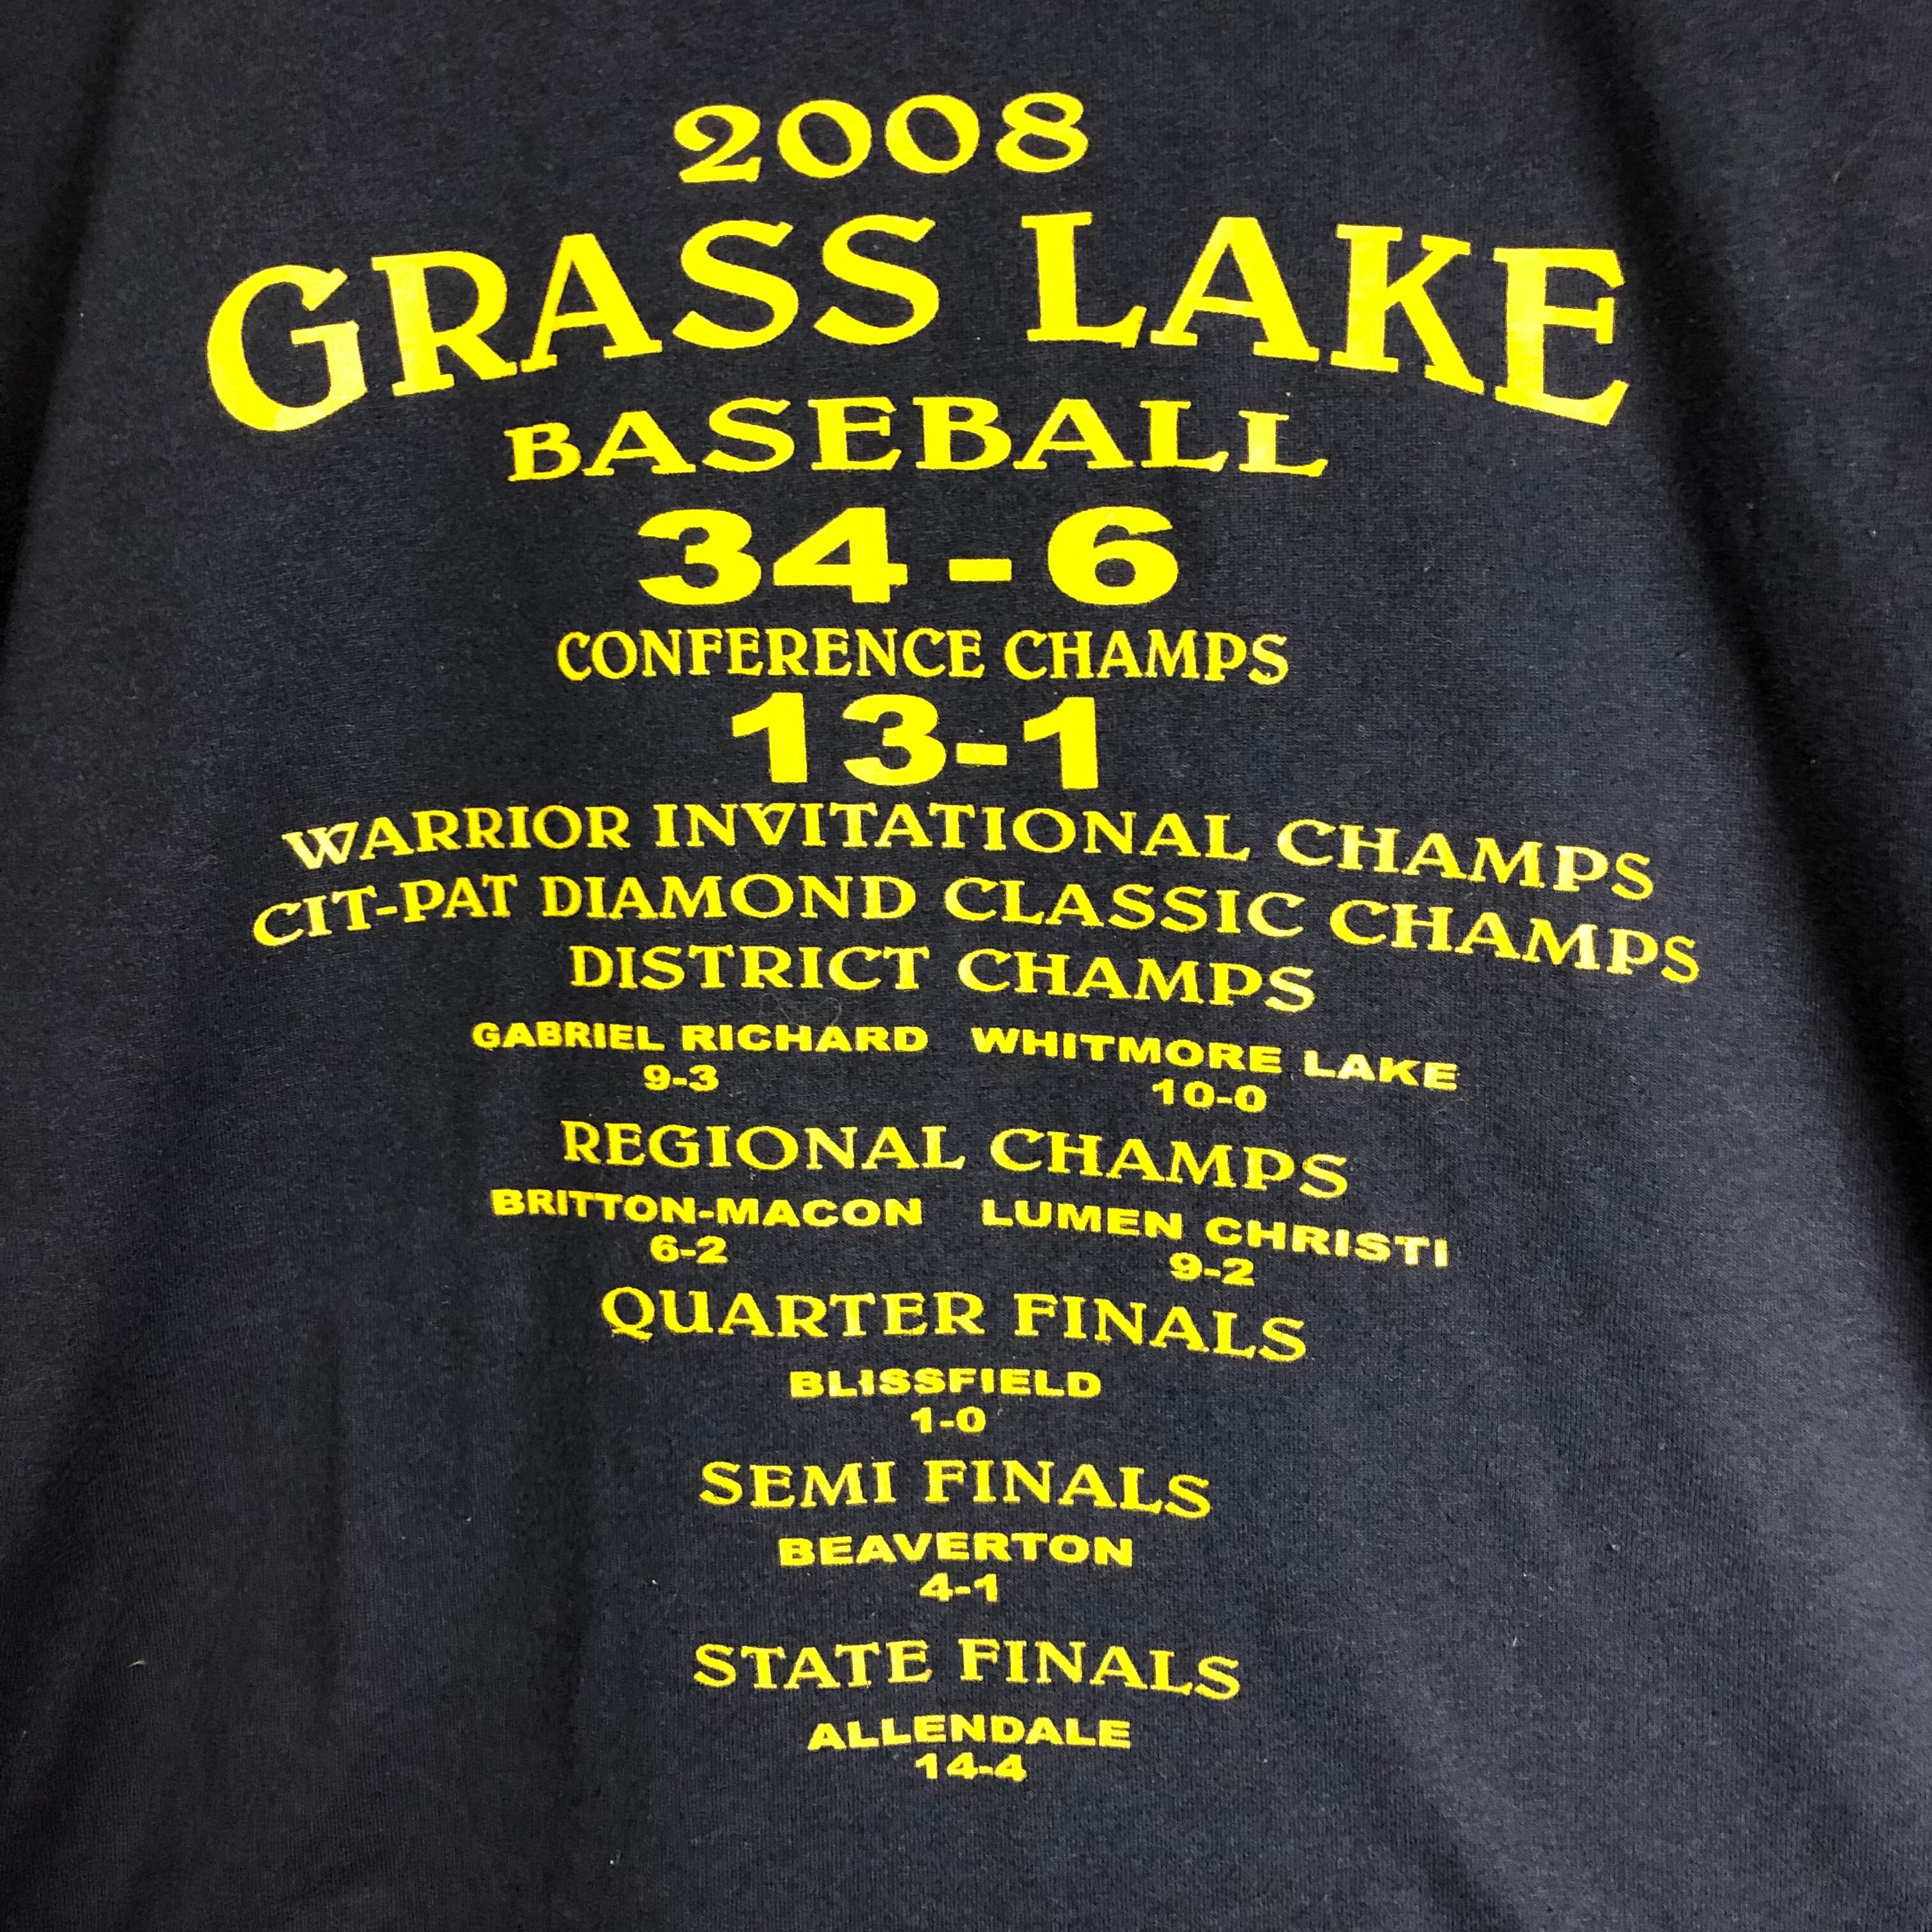 2008
GRASS LAKE
BASEBALL
34-6
CONFERENCE CHAMPS
13-1
WARRIOR INVITATIONAL CHAMPS
CIT-PAT DIAMOND CLASSIC CHAMPS
DISTRICT CHAMPS
GABRIEL RICHARD WHITMORE LAKE
9-3 10-0
REGIONAL CHAMPS
BRITTON-MACON LUMEN CHRISTI
6-2 9-2
QUARTER FINALS
BLISSFIELD
1-0
SEMI FINALS
BEAVERTON
4-1
STATE FINALS
ALLENDALE
14-4